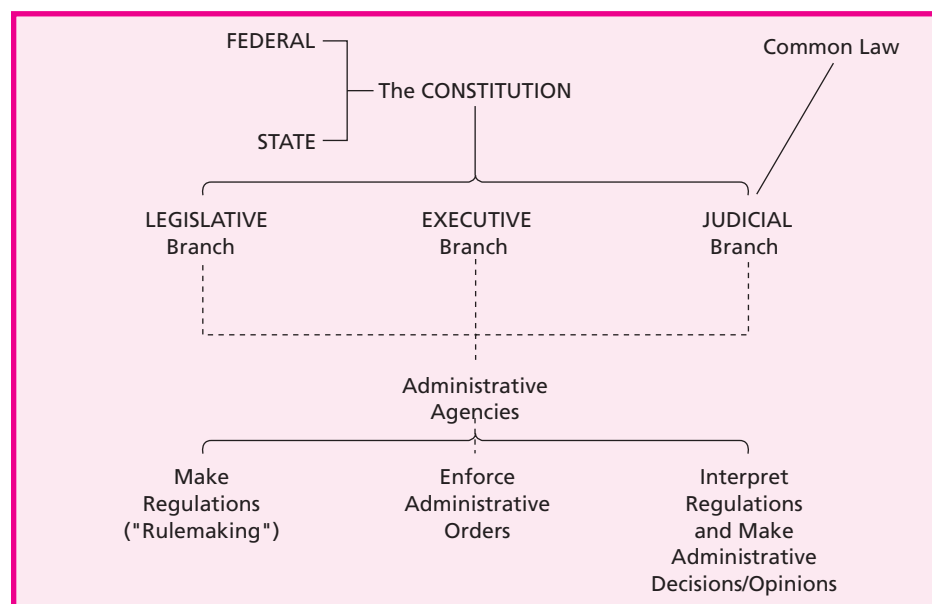 FEDERAL
Common Law
The CONSTITUTION
STATE
LEGISLATIVE
Branch
EXECUTIVE
Branch
JUDICIAL
Branch
Administrative
Agencies
Make
Regulations
("Rulemaking")
Enforce
Administrative
Orders
Interpret
Regulations
and Make
Administrative
Decisions/Opinions